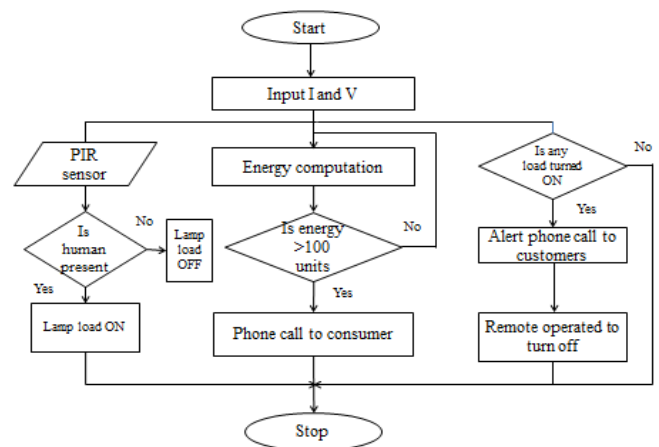 Start
Input I and V
PIR
sensor
Is
human
present
No
Lamp
load
OFF
Yes
Lamp load ON
Energy computation
Is energy
>100
units
No
Yes
Phone call to consumer
Is any
load turned
ON
No
Yes
Alert phone call to
customers
Remote operated to
turn off
Stop